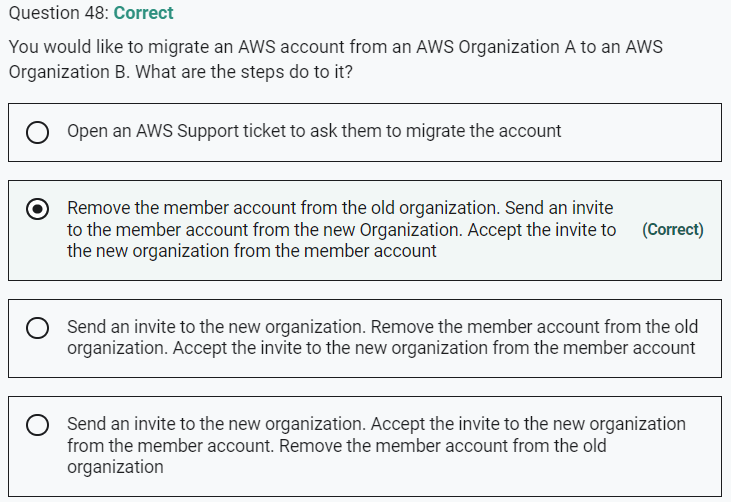 Question 48: Correct
You would like to migrate an AWS account from an AWS Organization A to an AWS
Organization B. What are the steps do to it?
Open an AWS Support ticket to ask them to migrate the account
Remove the member account from the old organization. Send an invite
to the member account from the new Organization. Accept the invite to
the new organization from the member account
(Correct)
Send an invite to the new organization. Remove the member account from the old
organization. Accept the invite to the new organization from the member account
Send an invite to the new organization. Accept the invite to the new organization
from the member account. Remove the member account from the old
organization